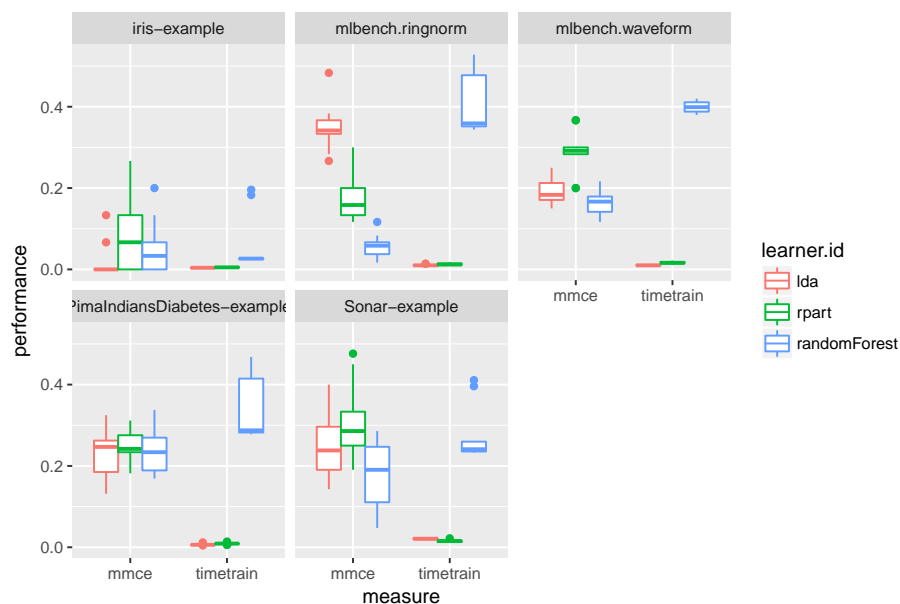 iris−example
mlbench.ringnorm
mlbench.waveform
0.4
0.2
0.0
mmce
timetrain
PimaIndiansDiabetes−example
Sonar−example
0.4
0.2
0.0
mmce
timetrain
mmce
timetrain
measure
performance
learner.id
lda
rpart
randomForest